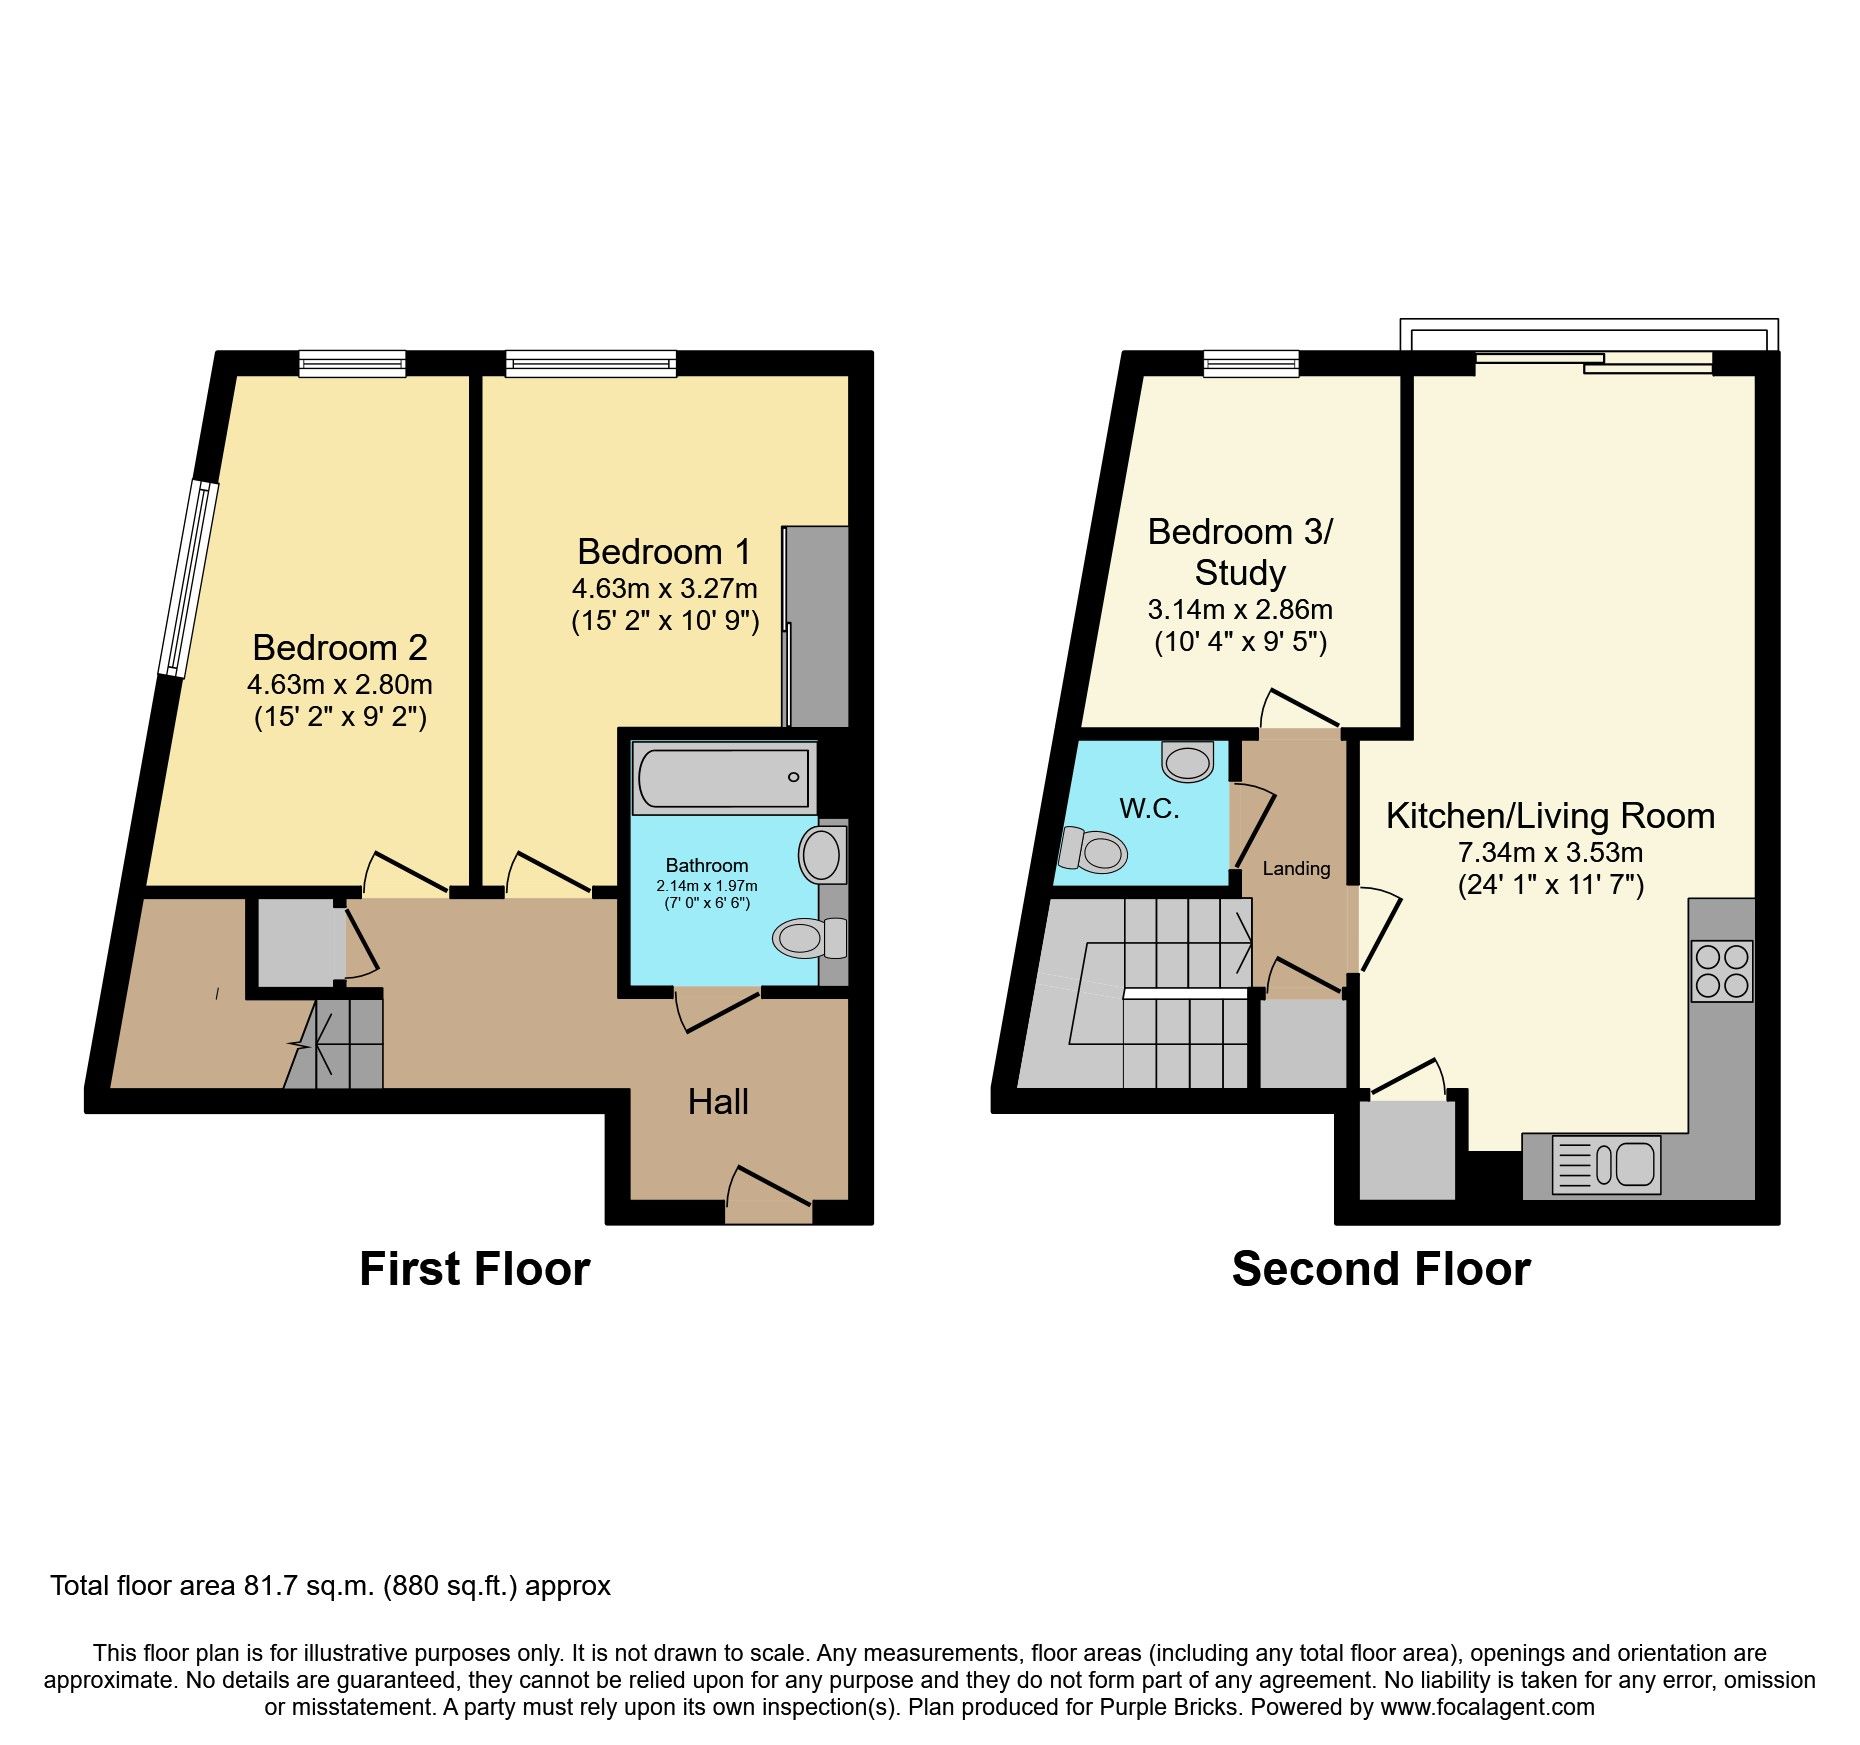 Bedroom 1
4.63m x 3.27m
(15' 2" x 10' 9")
Bedroom 2
4.63m x 2.80m
(15' 2" x 9' 2")
Bathroom
2.14m x 1.97m
(7' 0" x 6' 6")
Hall
First Floor
Bedroom 3/
Study
3.14m x 2.86m
(10' 4" x 9' 5")
W.C.
Landing
Kitchen/Living Room
7.34m x 3.53m
(24' 1" x 11' 7")
Second Floor
Total floor area 81.7 sq.m. (880 sq.ft.) approx
This floor plan is for illustrative purposes only. It is not drawn to scale. Any measurements, floor areas (including any total floor area), openings and orientation are
approximate. No details are guaranteed, they cannot be relied upon for any purpose and they do not form part of any agreement. No liability is taken for any error, omission
or misstatement. A party must rely upon its own inspection(s). Plan produced for Purple Bricks. Powered by www.focalagent.com